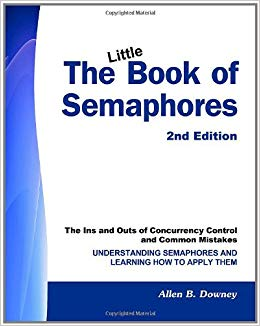 Little
The Book of
Semaphores
2nd Edition
The Ins and Outs of Concurrency Control
and Common Mistakes
UNDERSTANDING SEMAPHORES AND
LEARNING HOW TO APPLY THEM
Allen B. Downey